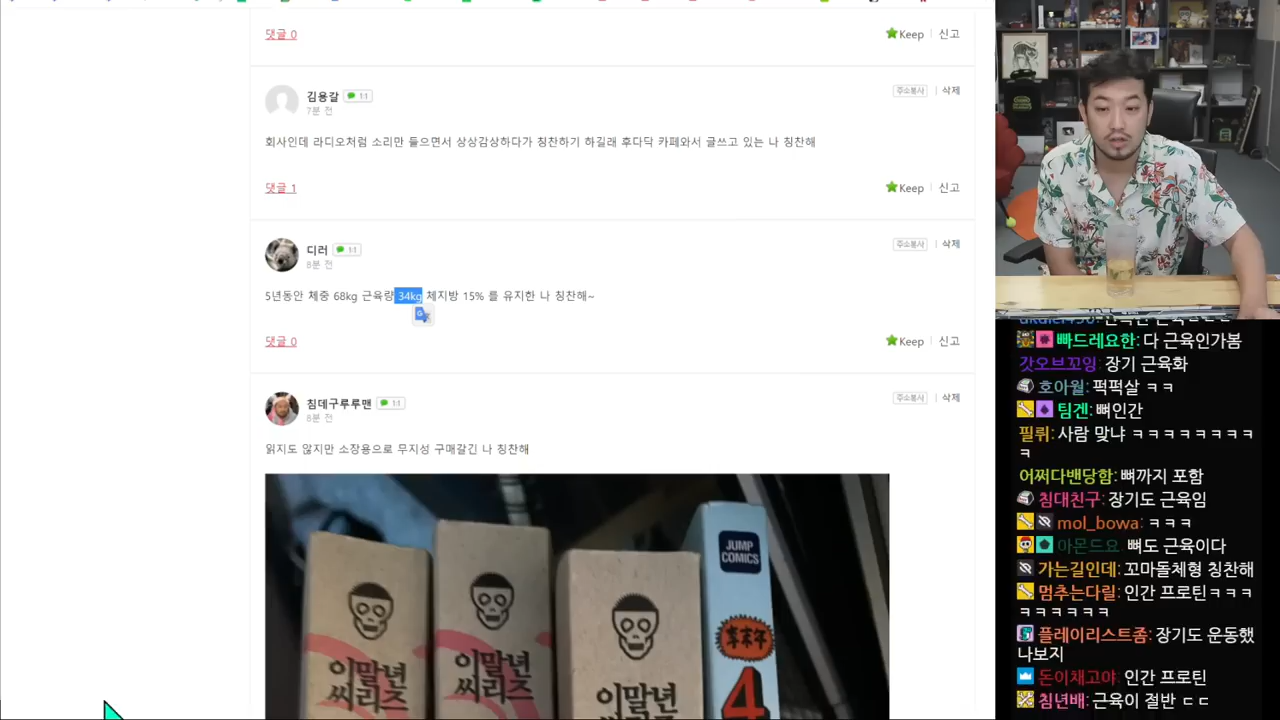 댓글 0
Keep
신고
김용갈
1:1
주소봉사
삭제
7분 전
회사인데 라디오처럼 소리만 들으면서 상상감상하다가 칭찬하기 하길래 후다닥 카페와서 글쓰고 있는 나 칭찬해
댓글 1
Keep
신고
디러
1:1
주소봉사
삭제
8분 전
5년동안 체중 68kg 근육량 34kg 체지방 15% 를 유지한 나 칭찬해~
댓글 0
Keep
신고
침데구루루맨
1:1
주소봉사
삭제
8분 전
읽지도 않지만 소장용으로 무지성 구매갈긴 나 칭찬해
JUMP
COMICS
이말년
씨리즈
이말년
씨리즈
이말년
4
빠드레요한: 다 근육인가봄
갓오브꼬잉: 장기 근육화
호아월: 퍽퍽살 ㅋㅋ
팀겐: 뼈인간
필뤼: 사람 맞냐 ㅋㅋㅋㅋㅋㅋㅋㅋ
ㅋ
어쩌다밴당함: 뼈까지 포함
침대친구: 장기도 근육임
mol_bowa: ㅋㅋㅋ
아몬드요: 뼈도 근육이다
가는길인데: 꼬마돌체형 칭찬해
멈추는다릴: 인간 프로틴ㅋㅋㅋ
ㅋㅋㅋㅋㅋㅋㅋ
플레이리스트좀: 장기도 운동했
나보지
돈이채고야: 인간 프로틴
침년배: 근육이 절반 ㄷㄷ